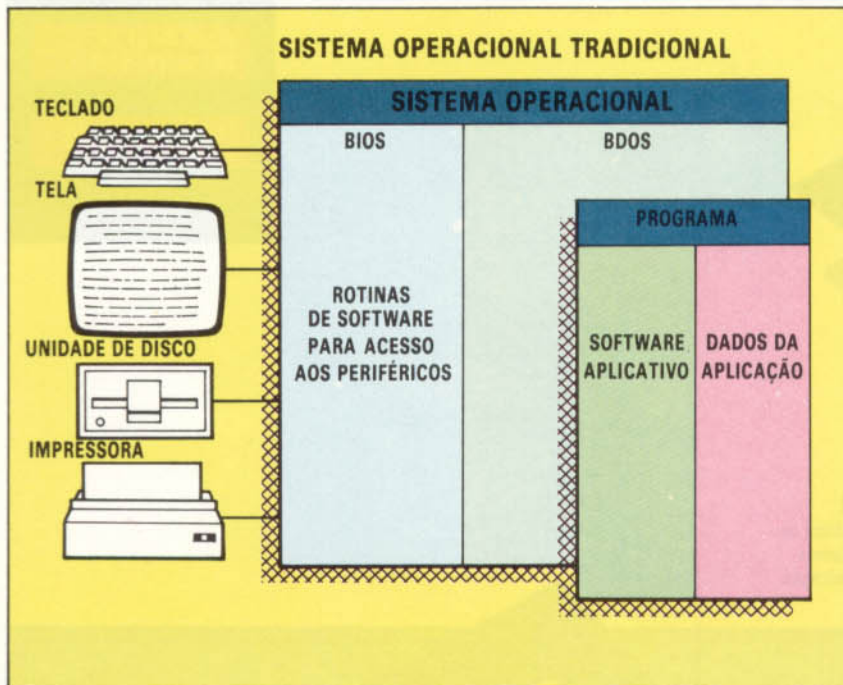 SISTEMA OPERACIONAL TRADICIONAL
TECLADO
TELA
UNIDADE DE DISCO
IMPRESSORA
SISTEMA OPERACIONAL
BIOS
BDOS
ROTINAS
DE SOFTWARE
PARA ACESSO
AOS PERIFÉRICOS
PROGRAMA
SOFTWARE
APLICATIVO
DADOS DA
APLICAÇÃO